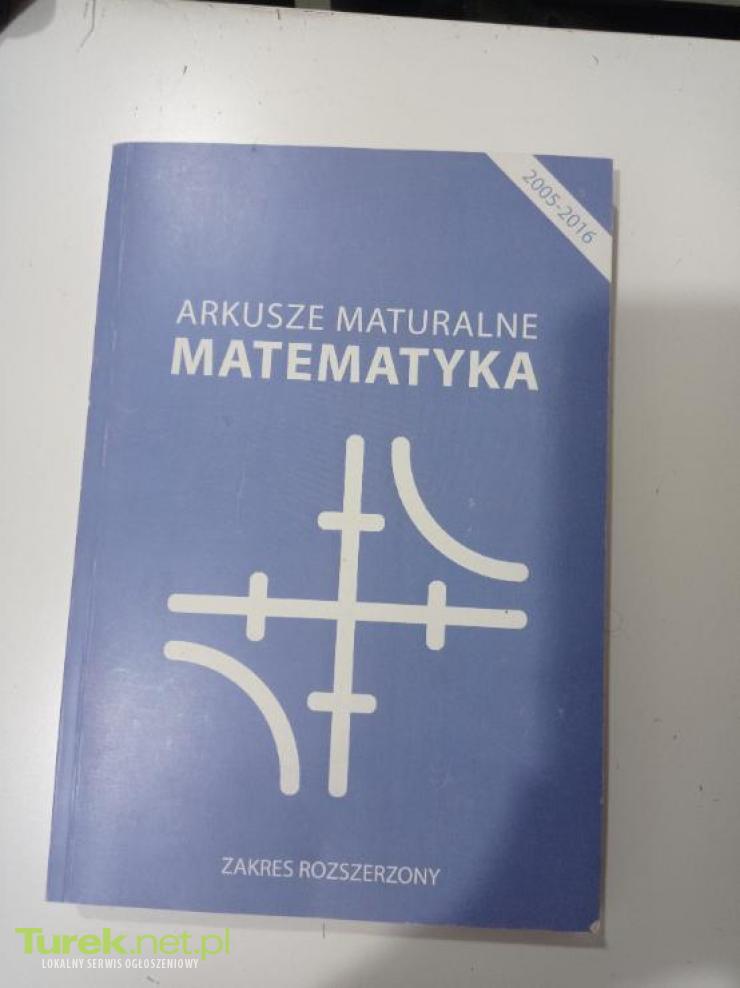 2005-2016
ARKUSZE MATURALNE
MATEMATYKA
ZAKRES ROZSZERZONY
Turek.net.pl
LOKALNY SERWIS OGŁOSZENIOWY